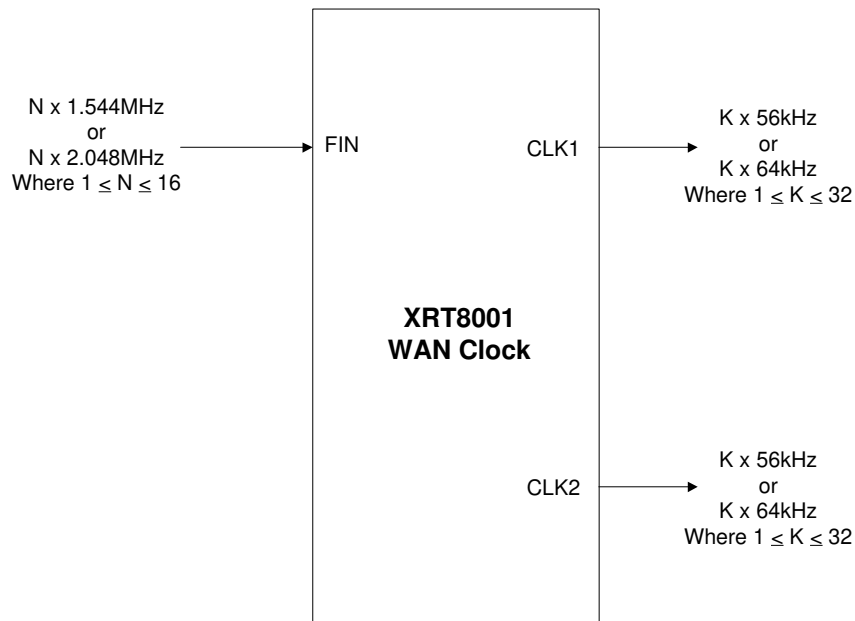 N x 1.544MHz
or
N x 2.048MHz
Where 1 ≤ N ≤ 16
FIN
CLK1
K x 56kHz
or
K x 64kHz
Where 1 ≤ K ≤ 32
XRT8001
WAN Clock
CLK2
K x 56kHz
or
K x 64kHz
Where 1 ≤ K ≤ 32